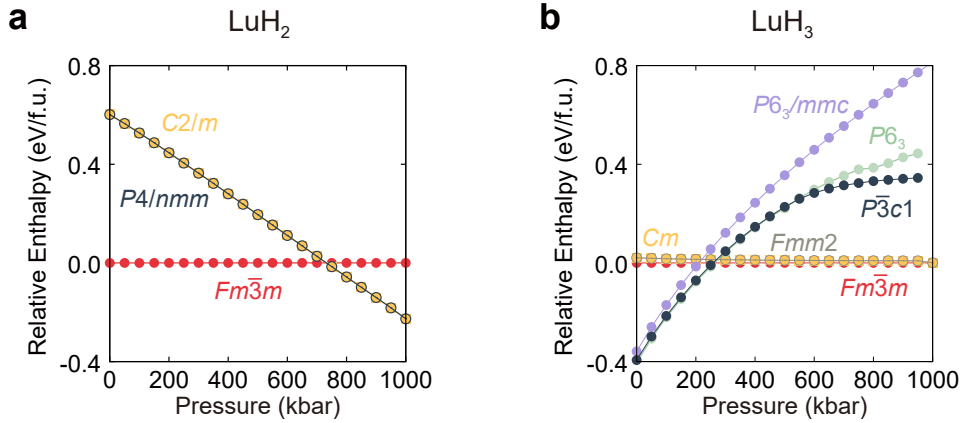 a
LuH₂
Relative Enthalpy (eV/f.u.)
0.8
0.4
0.0
-0.4
C2/m
P4/nmm
Fm3̅m
0 200 400 600 800 1000
Pressure (kbar)
b
LuH₃
Relative Enthalpy (eV/f.u.)
0.8
0.4
0.0
-0.4
P6₃/mmc
P6₃
P3̅c1
Cm
Fmm2
Fm3̅m
0 200 400 600 800 1000
Pressure (kbar)